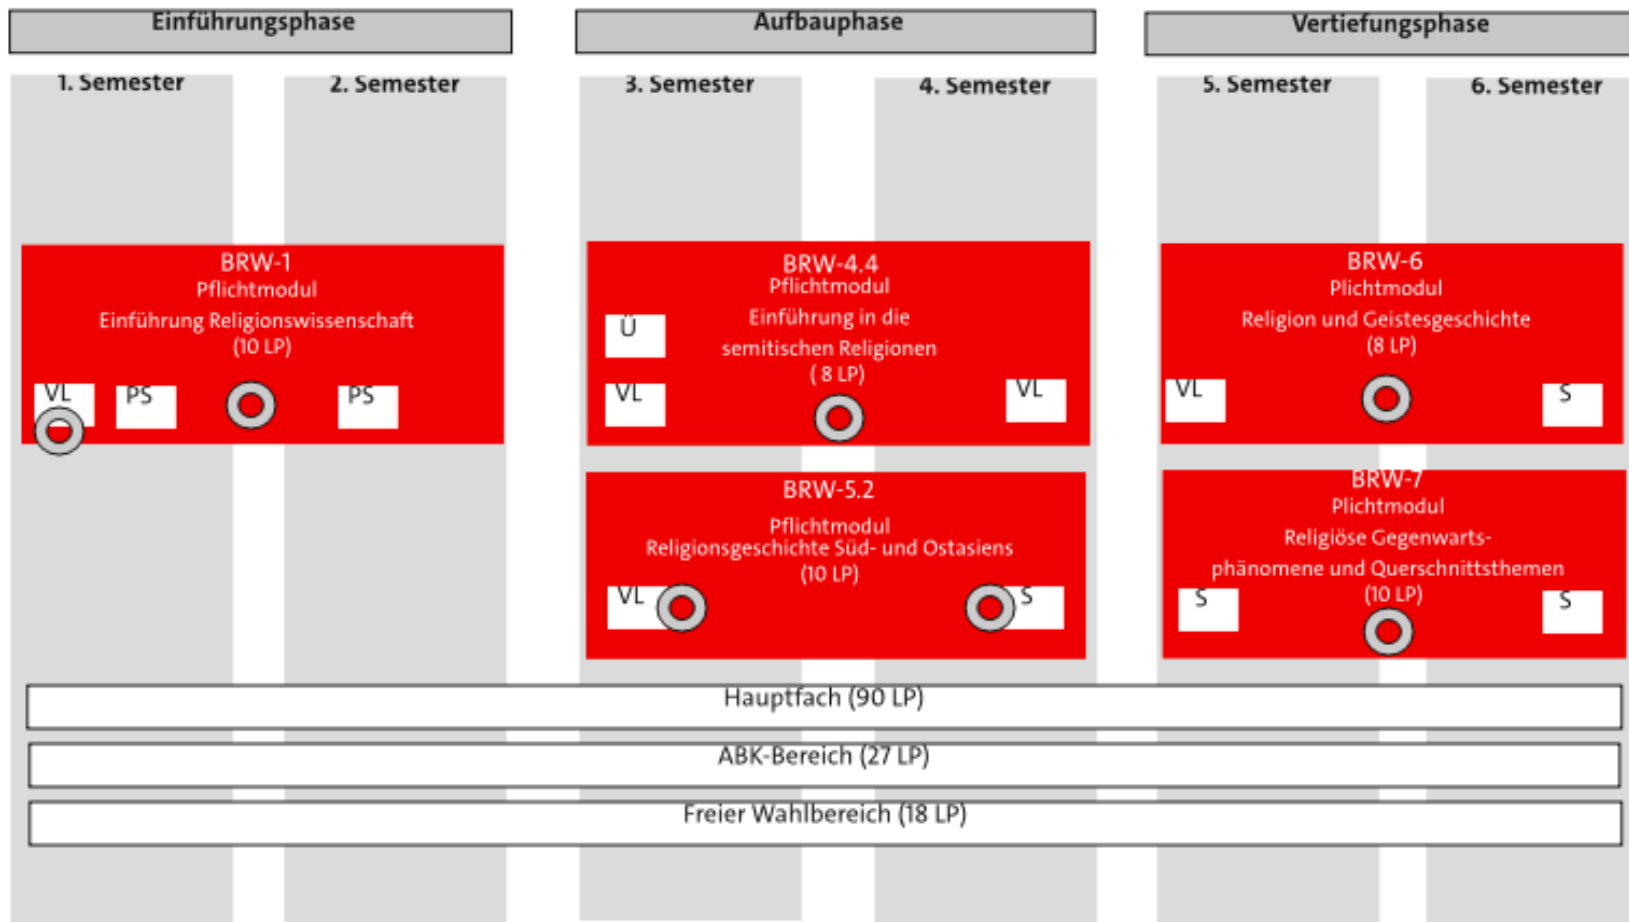 Einführungsphase
Aufbauphase
Vertiefungsphase
1. Semester
2. Semester
3. Semester
4. Semester
5. Semester
6. Semester
BRW-1
Pflichtmodul
Einführung Religionswissenschaft
(10 LP)
VL
PS
PS
BRW-4.4
Pflichtmodul
Einführung in die
semitischen Religionen
( 8 LP)
Ü
VL
VL
BRW-6
Plichtmodul
Religion und Geistesgeschichte
(8 LP)
VL
S
BRW-5.2
Pflichtmodul
Religionsgeschichte Süd- und Ostasiens
(10 LP)
VL
S
BRW-7
Plichtmodul
Religiöse Gegenwarts-
phänomene und Querschnittsthemen
(10 LP)
S
S
Hauptfach (90 LP)
ABK-Bereich (27 LP)
Freier Wahlbereich (18 LP)